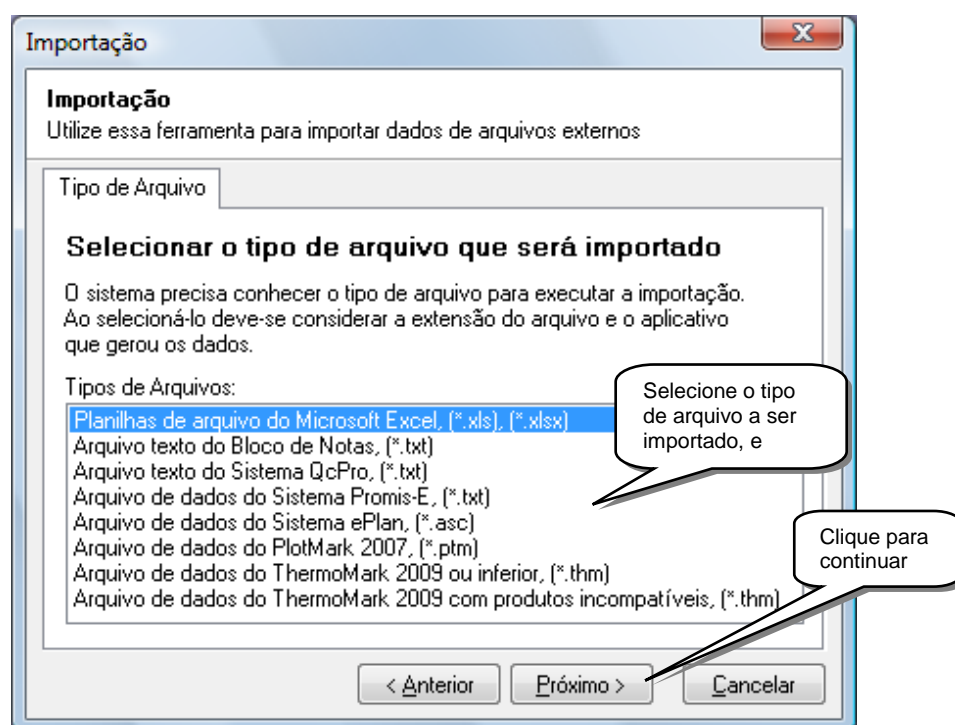 Importação
Importação
Utilize essa ferramenta para importar dados de arquivos externos
Tipo de Arquivo
Selecionar o tipo de arquivo que será importado
O sistema precisa conhecer o tipo de arquivo para executar a importação.
Ao selecioná-lo deve-se considerar a extensão do arquivo e o aplicativo
que gerou os dados.
Tipos de Arquivos:
Planilhas de arquivo do Microsoft Excel, (*.xls), (*.xlsx)
Arquivo texto do Bloco de Notas, (*.txt)
Arquivo texto do Sistema QcPro, (*.txt)
Arquivo de dados do Sistema Promis-E, (*.txt)
Arquivo de dados do Sistema ePlan, (*.asc)
Arquivo de dados do PlotMark 2007, (*.ptm)
Arquivo de dados do ThermoMark 2009 ou inferior, (*.thm)
Arquivo de dados do ThermoMark 2009 com produtos incompatíveis, (*.thm)
Selecione o tipo
de arquivo a ser
importado, e
Clique para
continuar
< Anterior
Próximo >
Cancelar